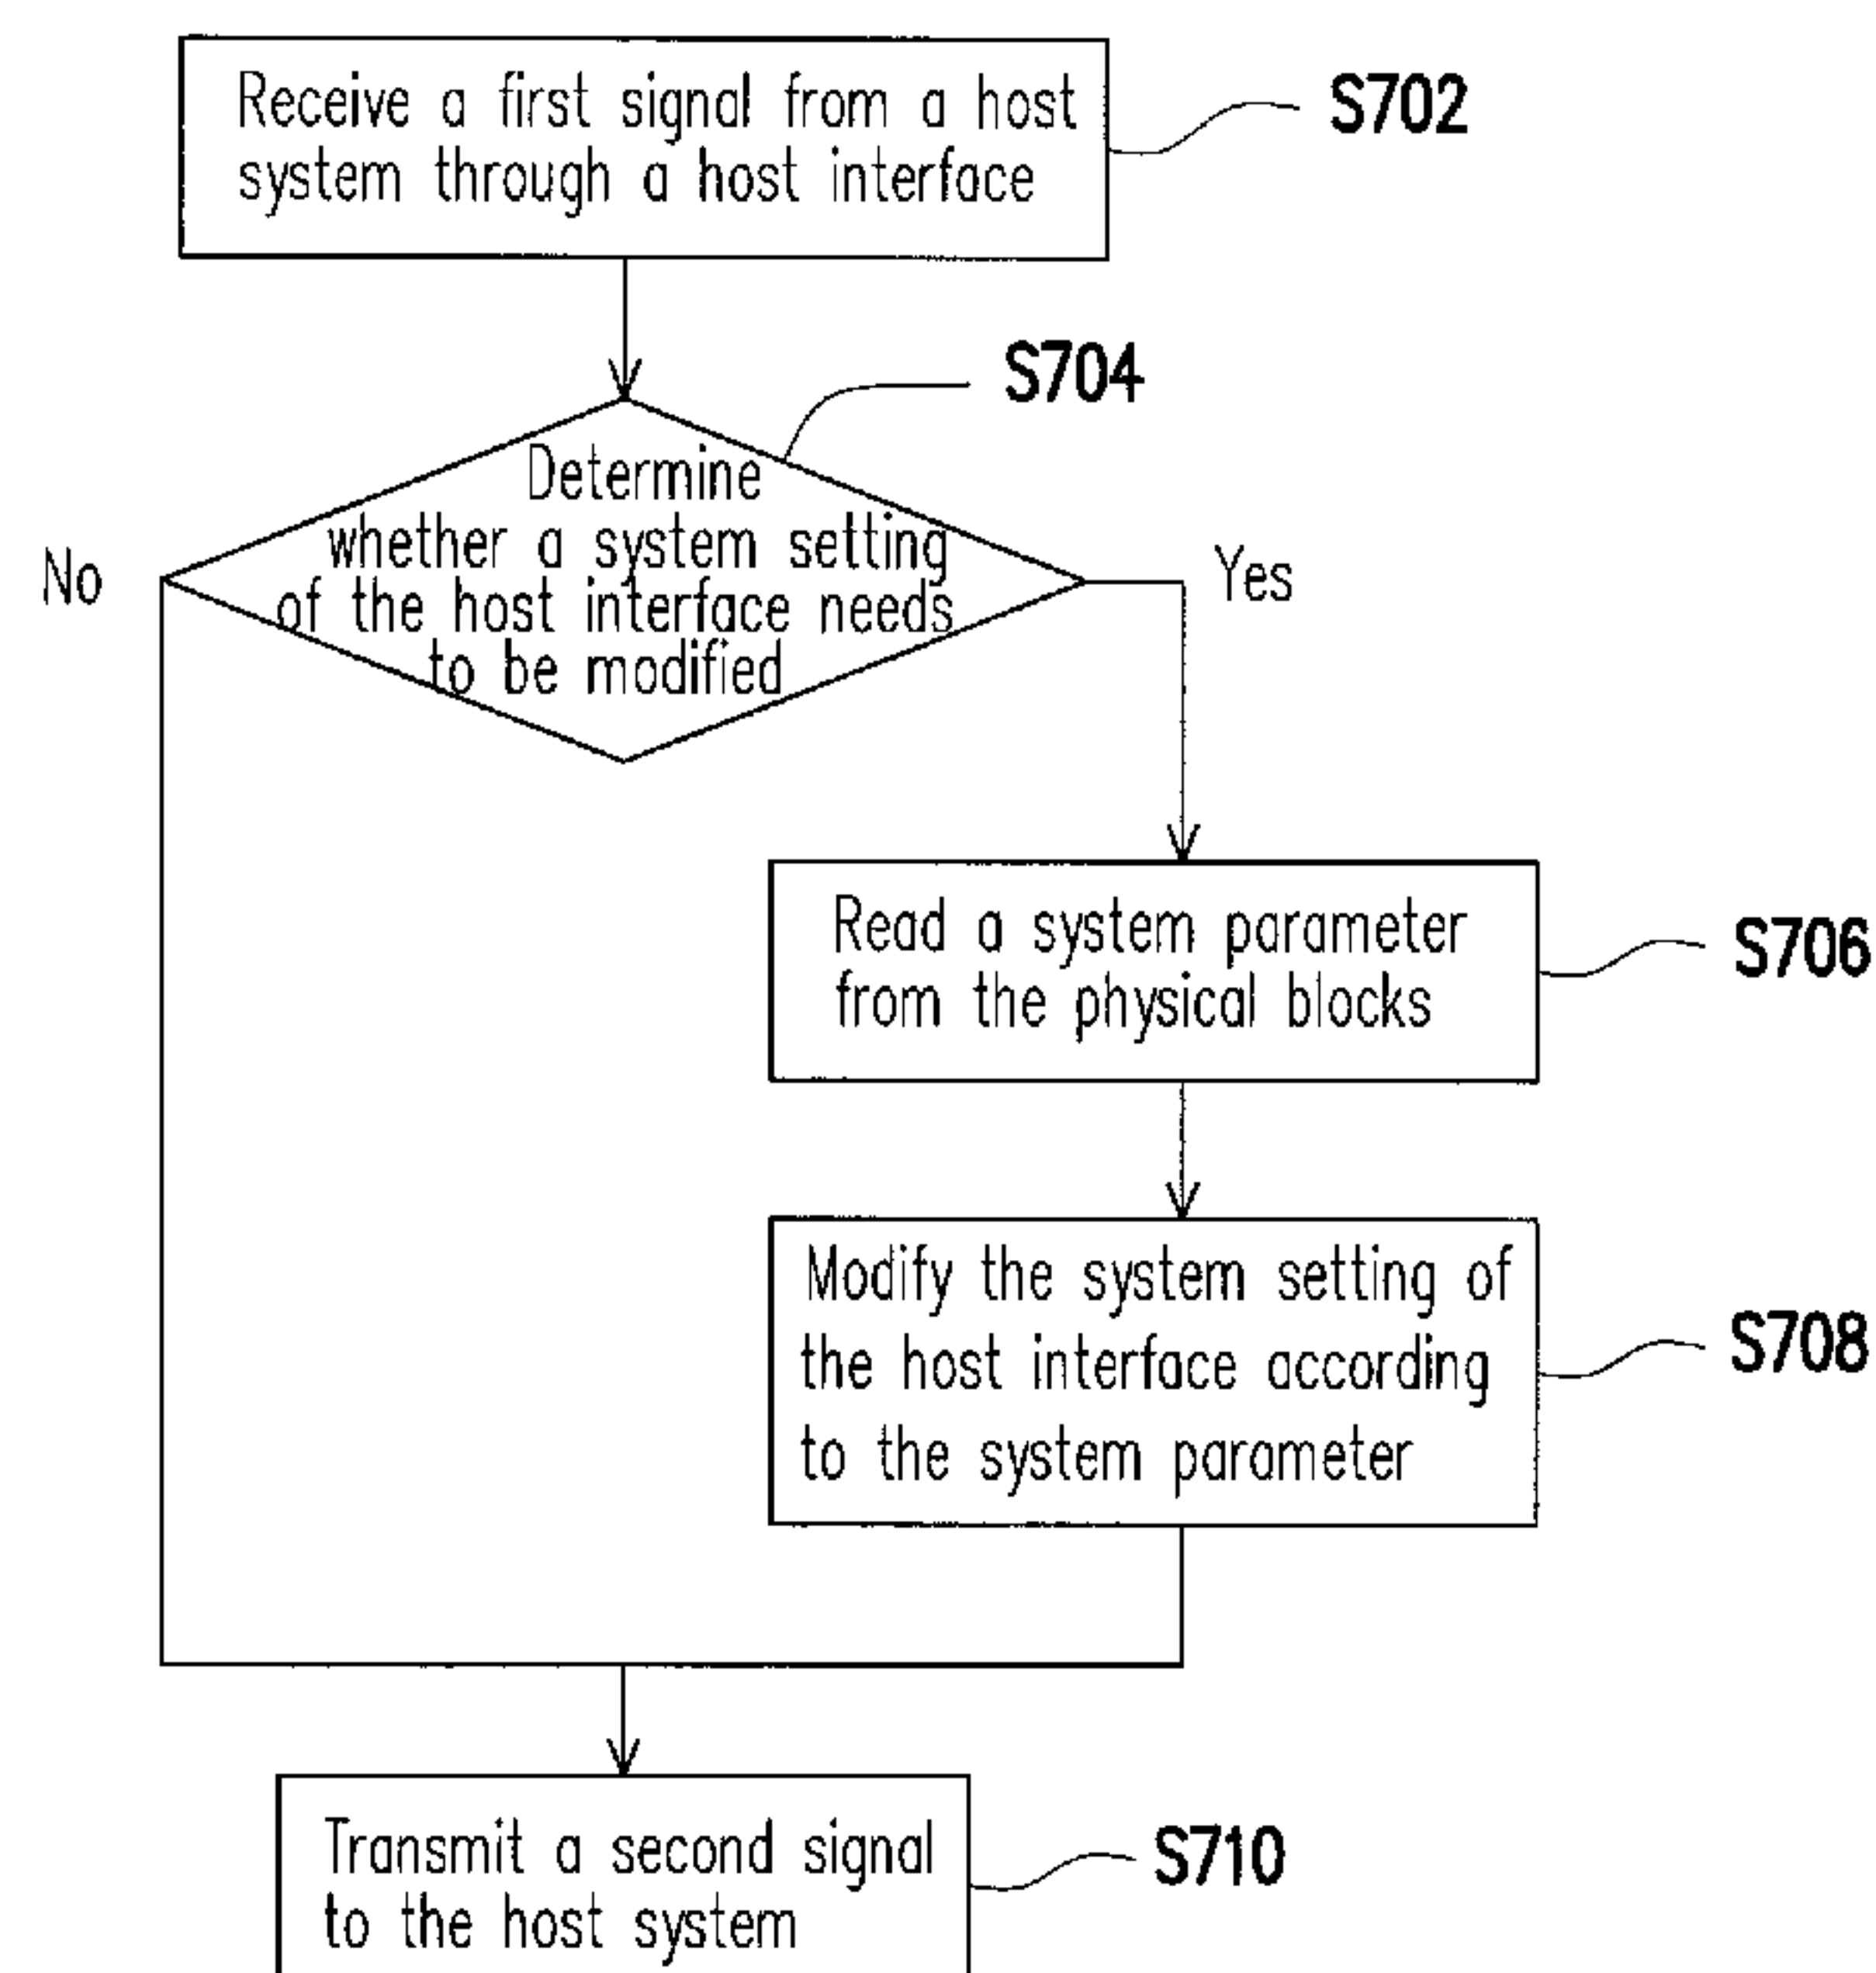 Receive a first signal from a host
system through a host interface
S702
S704
Determine
whether a system setting
of the host interface needs
to be modified
No
Yes
Read a system parameter
from the physical blocks
S706
Modify the system setting of
the host interface according
to the system parameter
S708
Transmit a second signal
to the host system
S710